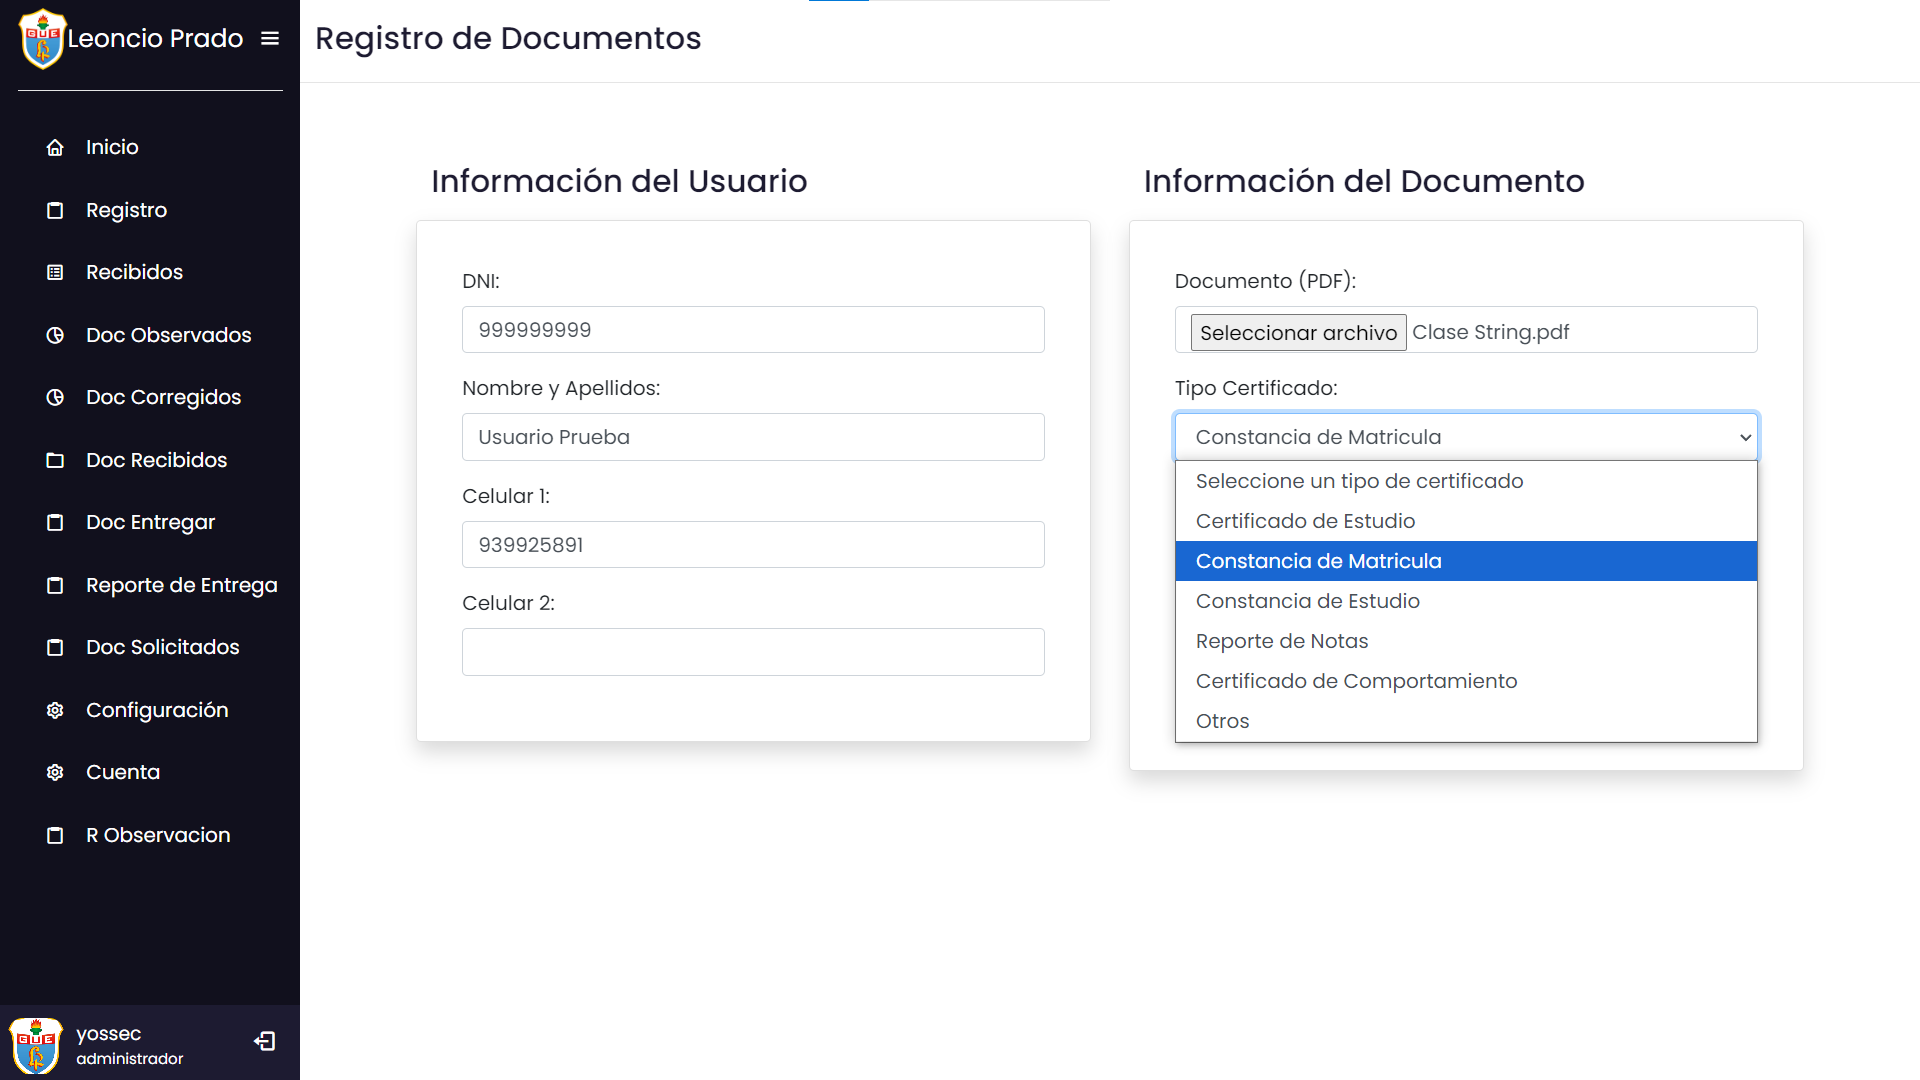 GUE
Leoncio Prado
Registro de Documentos
Inicio
Registro
Recibidos
Doc Observados
Doc Corregidos
Doc Recibidos
Doc Entregar
Reporte de Entrega
Doc Solicitados
Configuración
Cuenta
R Observacion
GUE
yossec
administrador
Información del Usuario
DNI:
999999999
Nombre y Apellidos:
Usuario Prueba
Celular 1:
939925891
Celular 2:
Información del Documento
Documento (PDF):
Seleccionar archivo Clase String.pdf
Tipo Certificado:
Constancia de Matricula
Seleccione un tipo de certificado
Certificado de Estudio
Constancia de Matricula
Constancia de Estudio
Reporte de Notas
Certificado de Comportamiento
Otros